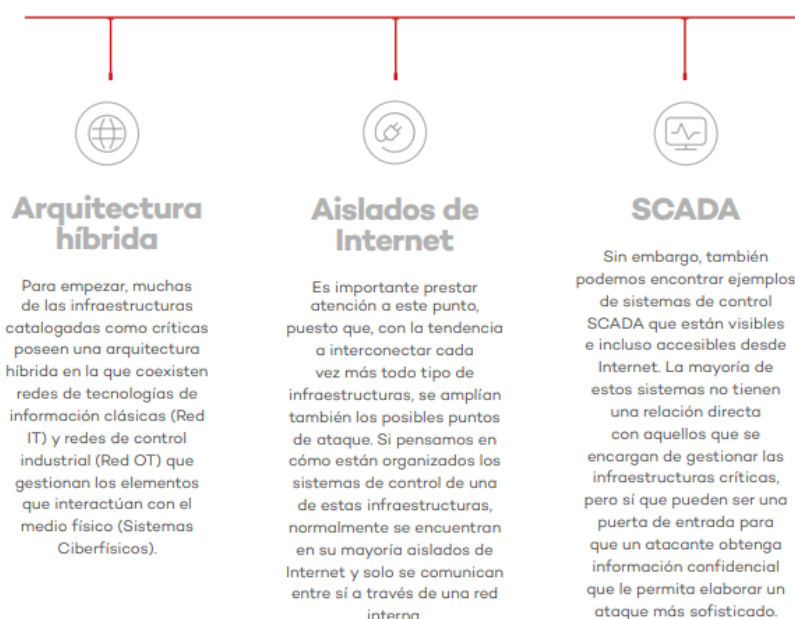 Arquitectura
híbrida
Para empezar, muchas
de las infraestructuras
catalogadas como críticas
poseen una arquitectura
híbrida en la que coexisten
redes de tecnologías de
información clásicas (Red
IT) y redes de control
industrial (Red OT) que
gestionan los elementos
que interactúan con el
medio físico (Sistemas
Ciberfísicos).
Aislados de
Internet
Es importante prestar
atención a este punto,
puesto que, con la tendencia
a interconectar cada
vez más todo tipo de
infraestructuras, se amplían
también los posibles puntos
de ataque. Si pensamos en
cómo están organizados los
sistemas de control de una
de estas infraestructuras,
normalmente se encuentran
en su mayoría aislados de
Internet y solo se comunican
entre sí a través de una red
interna
SCADA
Sin embargo, también
podemos encontrar ejemplos
de sistemas de control
SCADA que están visibles
e incluso accesibles desde
Internet. La mayoría de
estos sistemas no tienen
una relación directa
con aquellos que se
encargan de gestionar las
infraestructuras críticas,
pero sí que pueden ser una
puerta de entrada para
que un atacante obtenga
información confidencial
que le permita elaborar un
ataque más sofisticado.